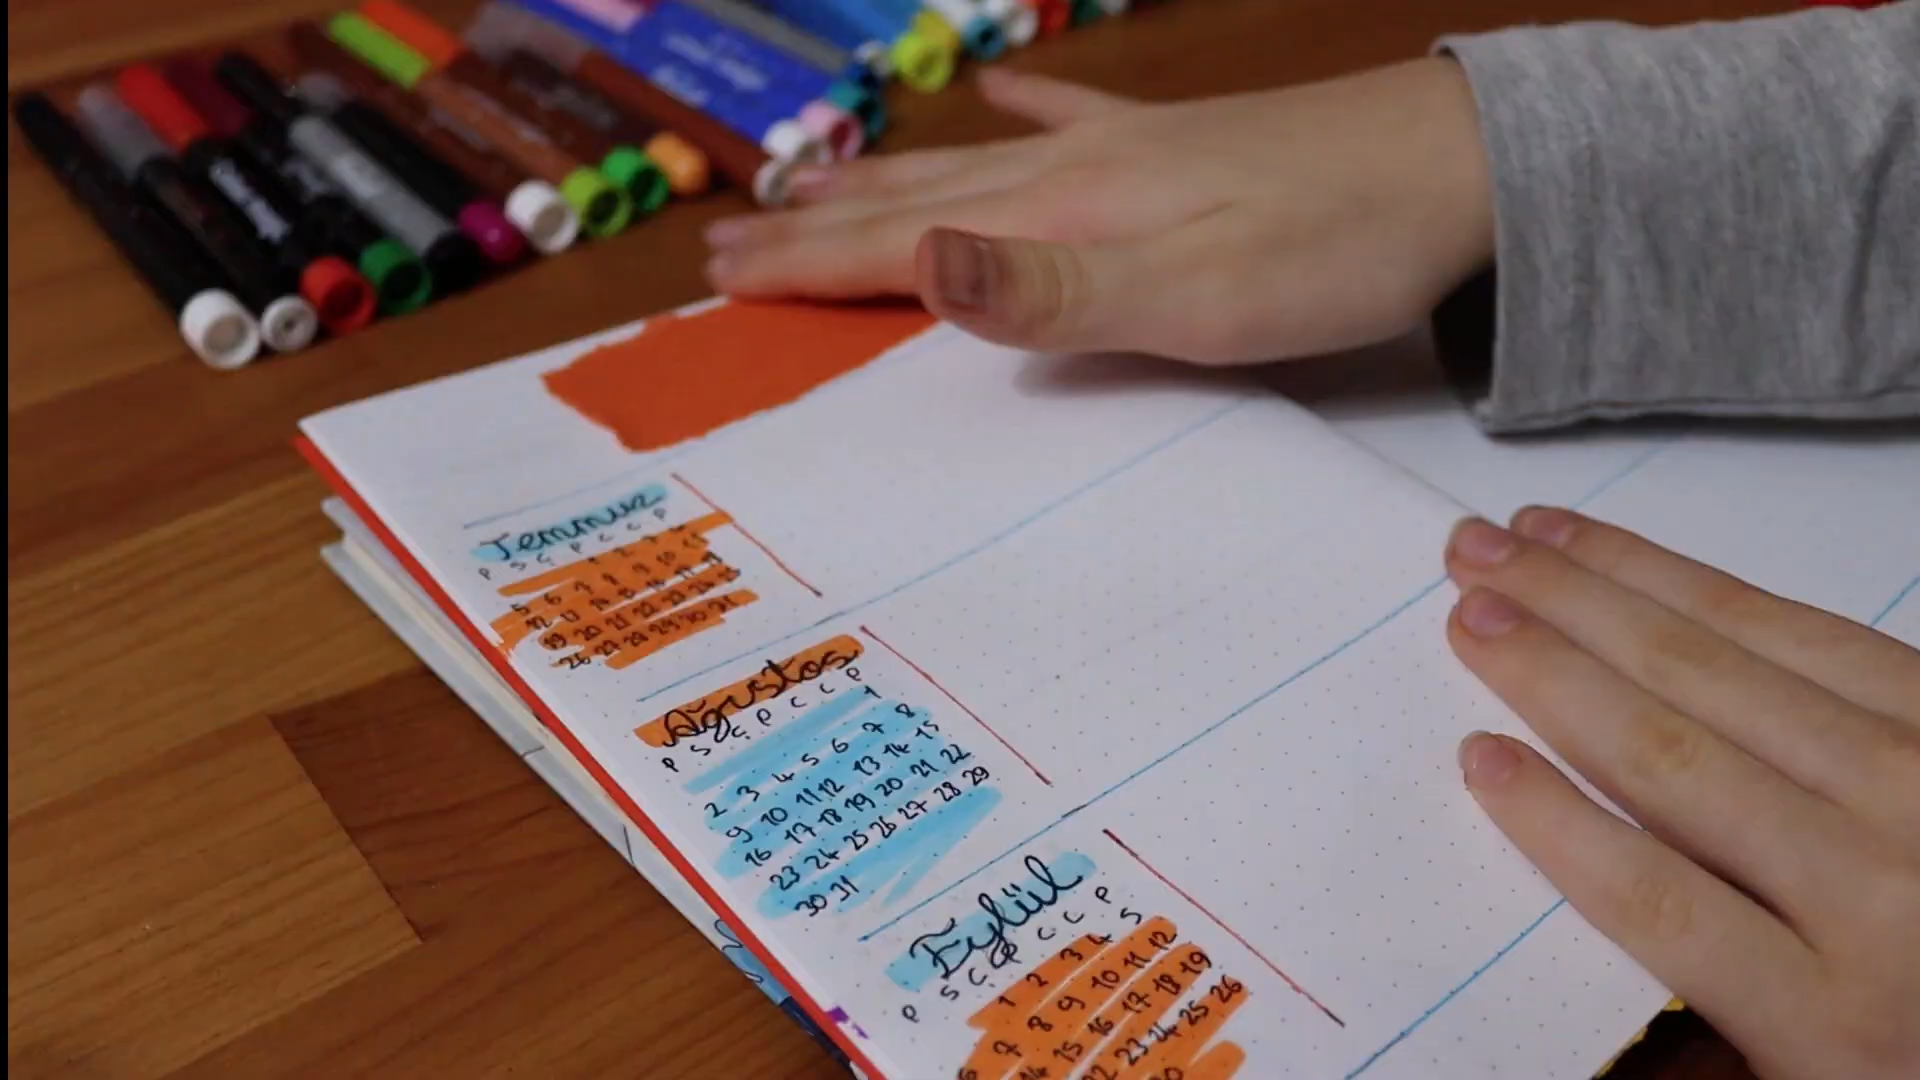 Temmuz
P S Ç P C C P
1 2 3 4
5 6 7 8 9 10 11
12 13 14 15 16 17 18
19 20 21 22 23 24 25
26 27 28 29 30 31
Ağustos
P S Ç P C C P
1
2 3 4 5 6 7 8
9 10 11 12 13 14 15
16 17 18 19 20 21 22
23 24 25 26 27 28 29
30 31
Eylül
P S Ç P C C P
1 2 3 4 5
7 8 9 10 11 12
14 15 16 17 18 19
22 23 24 25 26